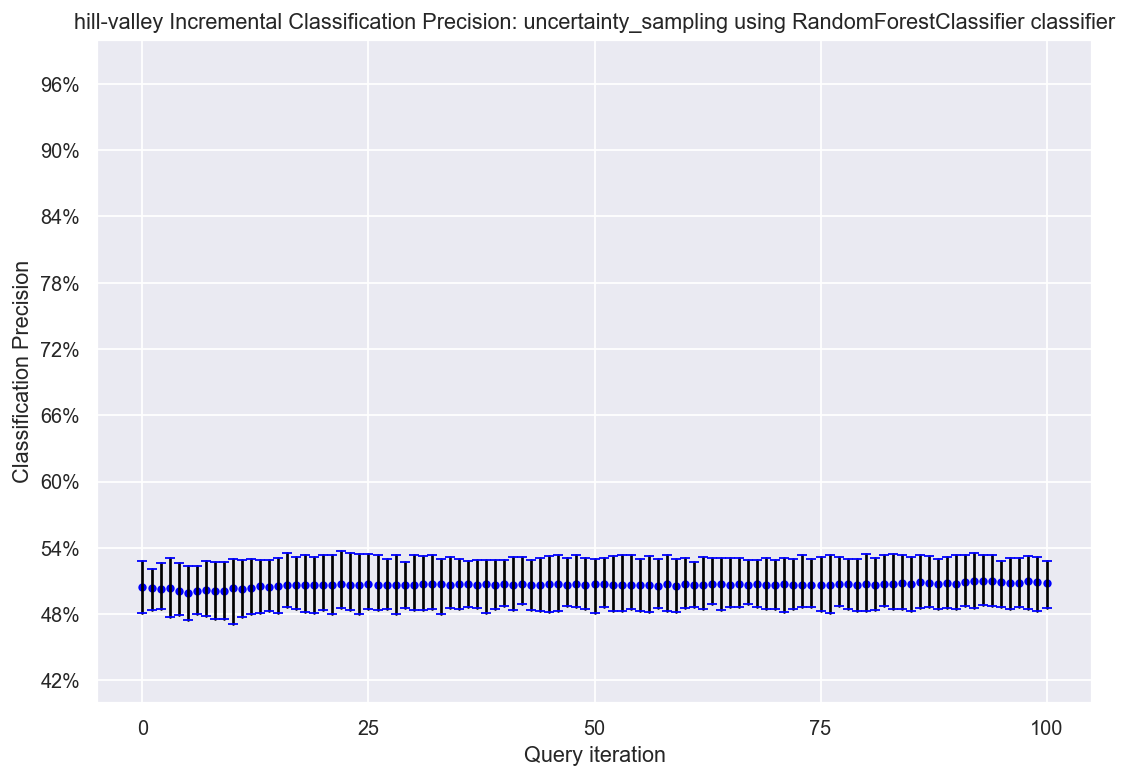 hill-valley Incremental Classification Precision: uncertainty_sampling using RandomForestClassifier classifier
96%
90%
84%
78%
72%
66%
60%
54%
48%
42%
Classification Precision
0 25 50 75 100
Query iteration